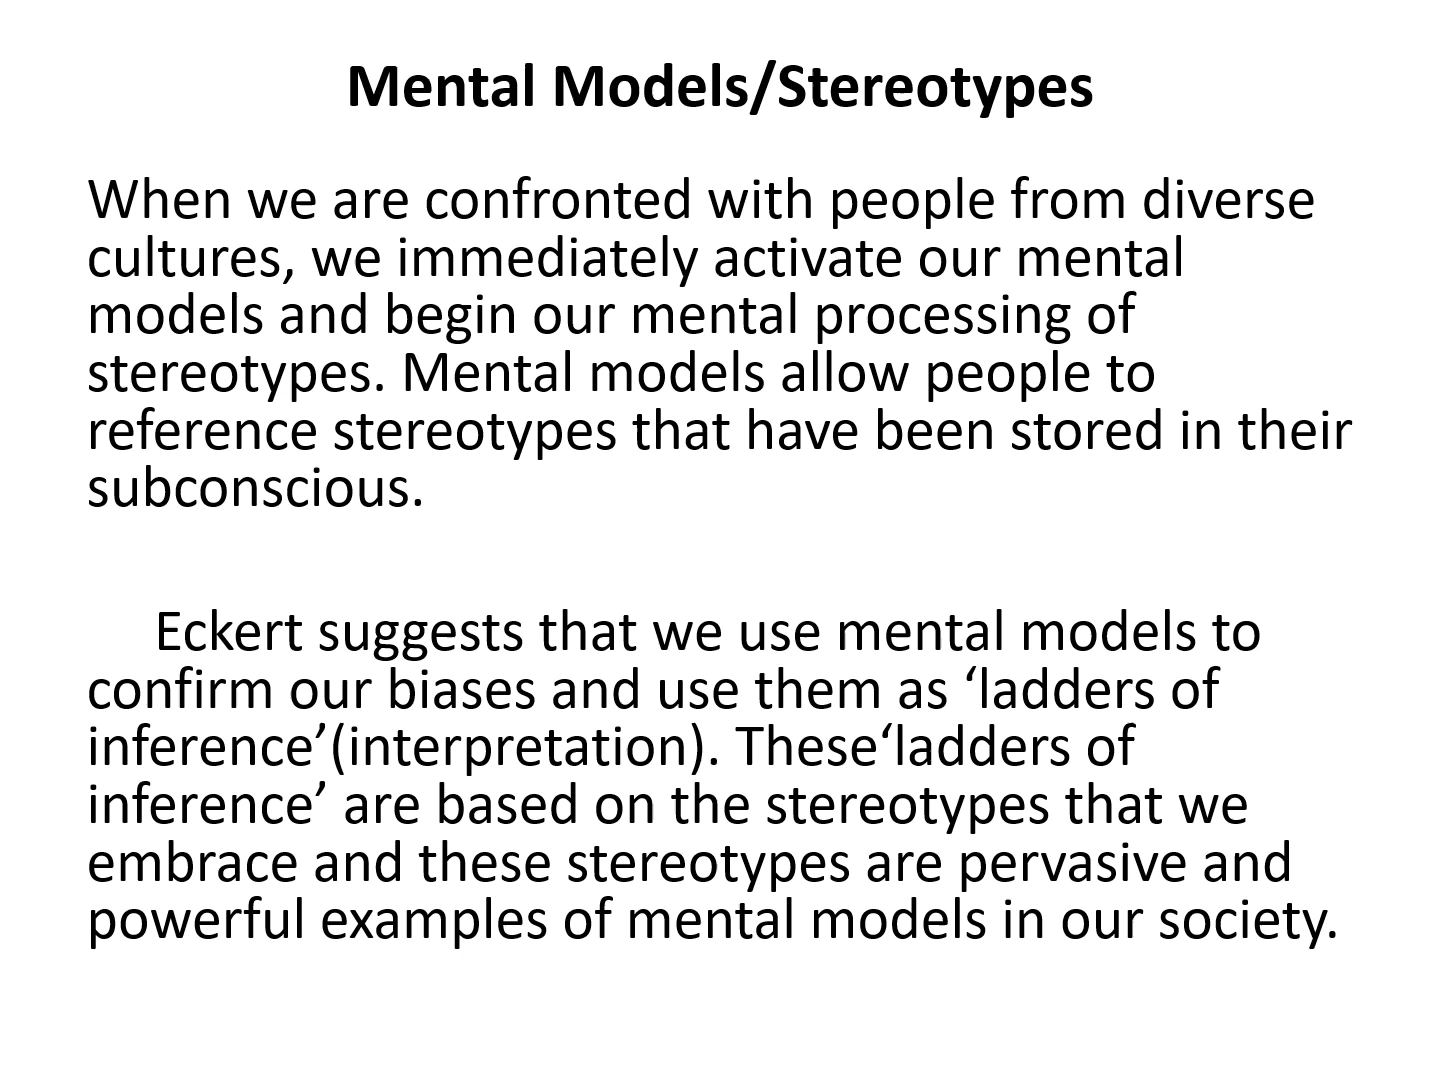 Mental Models/Stereotypes
When we are confronted with people from diverse
cultures, we immediately activate our mental
models and begin our mental processing of
stereotypes. Mental models allow people to
reference stereotypes that have been stored in their
subconscious.
Eckert suggests that we use mental models to
confirm our biases and use them as ‘ladders of
inference’(interpretation). These‘ladders of
inference’ are based on the stereotypes that we
embrace and these stereotypes are pervasive and
powerful examples of mental models in our society.